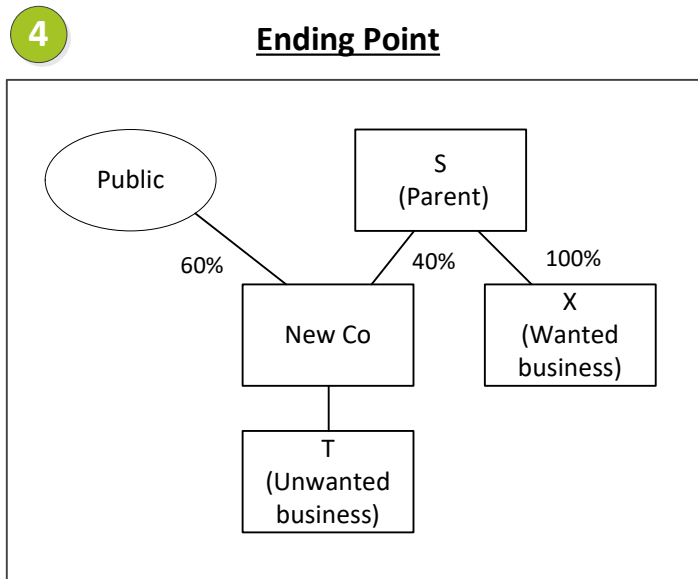 4
Ending Point
Public
S
(Parent)
60%
40%
100%
New Co
X
(Wanted
business)
T
(Unwanted
business)